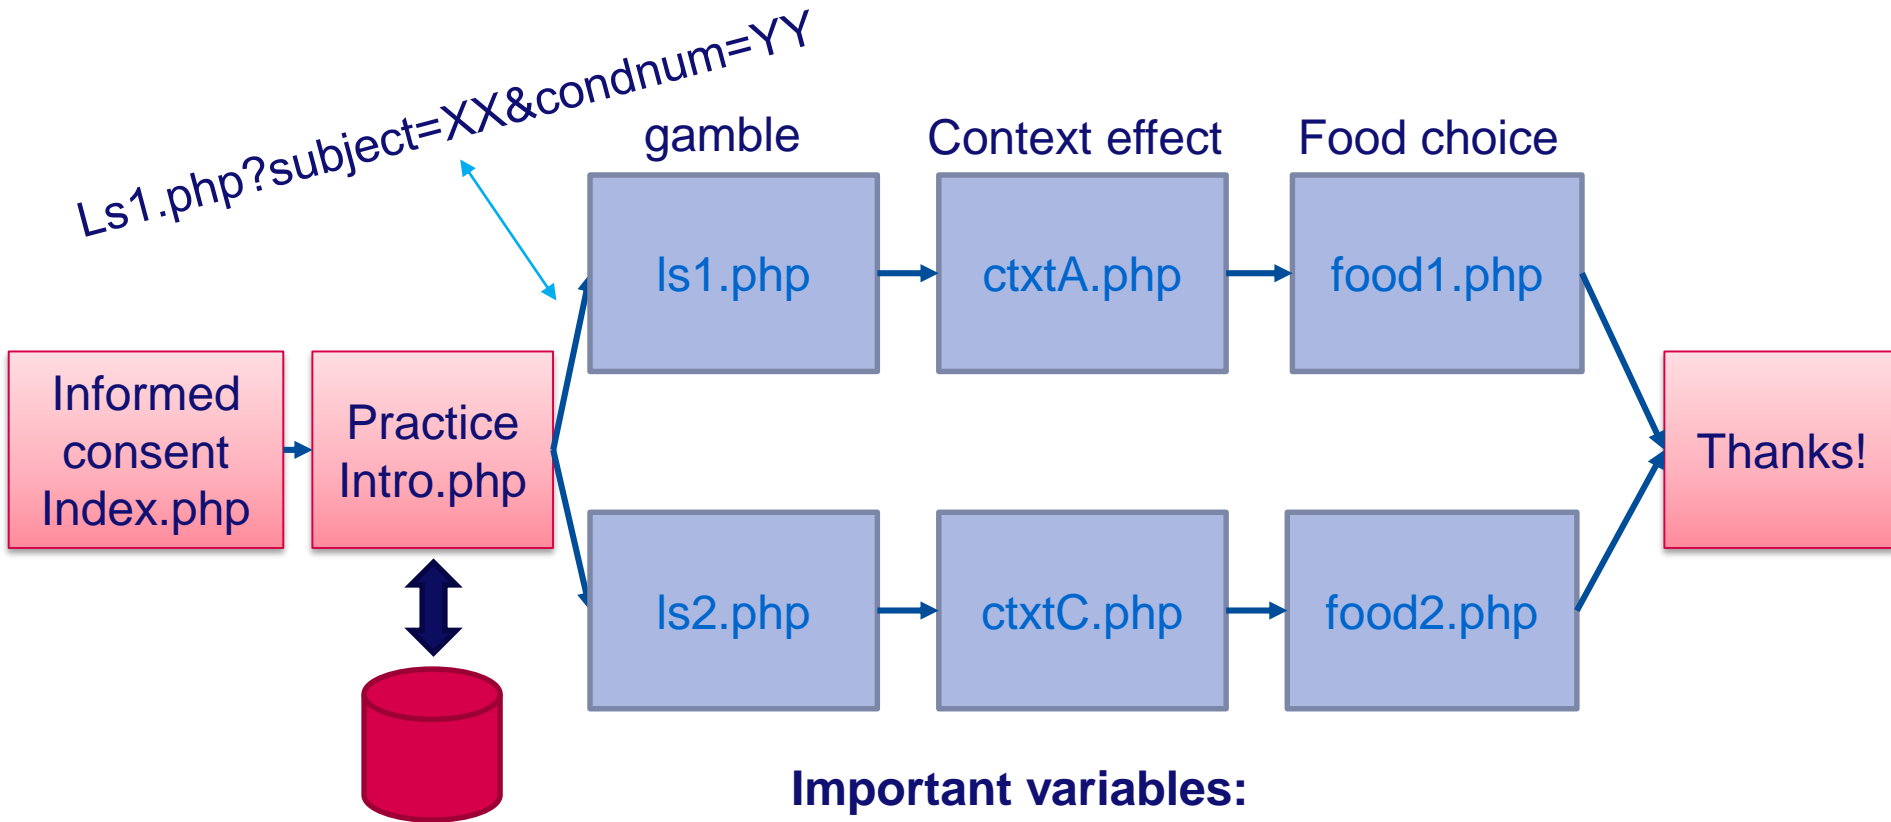 Ls1.php?subject=XX&condnum=YY
gamble
Context effect
Food choice
ls1.php
ctxtA.php
food1.php
Informed
consent
Index.php
Practice
Intro.php
Thanks!
ls2.php
ctxtC.php
food2.php
Important variables: